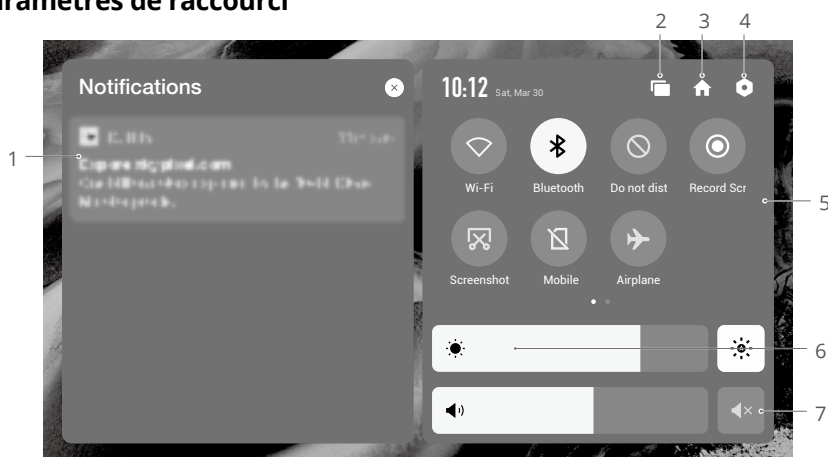 aramètres de raccourci
2 3 4
Notifications
10:12 Sat, Mar 30
1
Wi-Fi Bluetooth Do not dist Record Scr
5
Screenshot Mobile Airplane
6
7